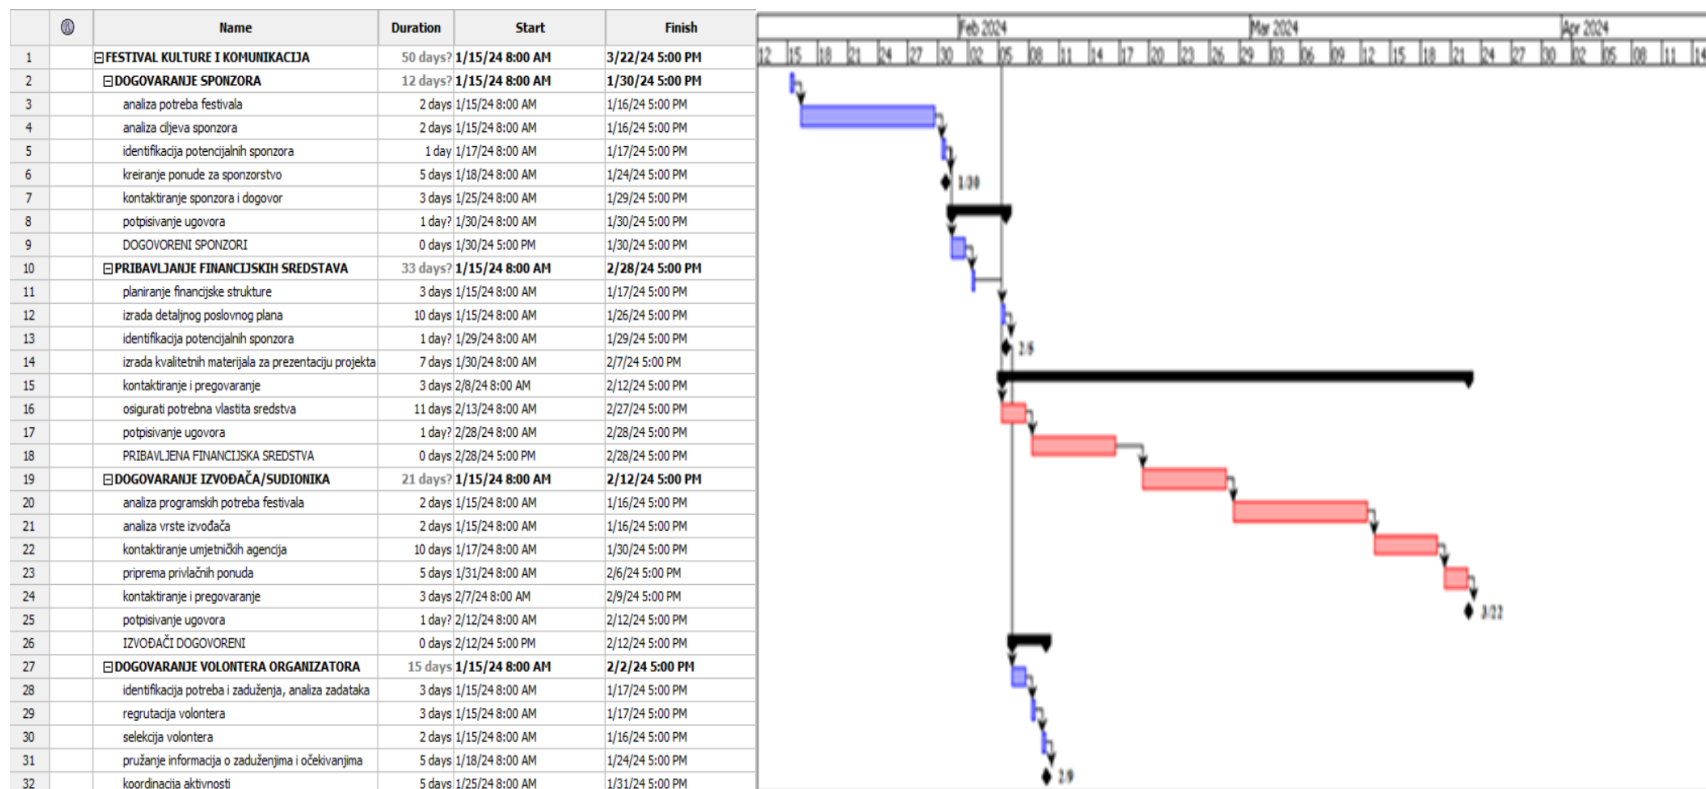 Name Duration Start Finish
1 FESTIVAL KULTURE I KOMUNIKACIJA 50 days? 1/15/24 8:00 AM 3/22/24 5:00 PM
2 DOGOVARANJE SPONZORA 12 days? 1/15/24 8:00 AM 1/30/24 5:00 PM
3 analiza potreba festivala 2 days 1/15/24 8:00 AM 1/16/24 5:00 PM
4 analiza ciljeva sponzora 2 days 1/15/24 8:00 AM 1/16/24 5:00 PM
5 identifikacija potencijalnih sponzora 1 day 1/17/24 8:00 AM 1/17/24 5:00 PM
6 kreiranje ponude za sponzorstvo 5 days 1/18/24 8:00 AM 1/24/24 5:00 PM
7 kontaktiranje sponzora i dogovor 3 days 1/25/24 8:00 AM 1/29/24 5:00 PM
8 potpisivanje ugovora 1 day? 1/30/24 8:00 AM 1/30/24 5:00 PM
9 DOGOVORENI SPONZORI 0 days 1/30/24 5:00 PM 1/30/24 5:00 PM
10 PRIBAVLJANJE FINANCIJSKIH SREDSTAVA 33 days? 1/15/24 8:00 AM 2/28/24 5:00 PM
11 planiranje financijske strukture 3 days 1/15/24 8:00 AM 1/17/24 5:00 PM
12 izrada detaljnog poslovnog plana 10 days 1/15/24 8:00 AM 1/26/24 5:00 PM
13 identifikacija potencijalnih sponzora 1 day? 1/29/24 8:00 AM 1/29/24 5:00 PM
14 izrada kvalitetnih materijala za prezentaciju projekta 7 days 1/30/24 8:00 AM 2/7/24 5:00 PM
15 kontaktiranje i pregovaranje 3 days 2/8/24 8:00 AM 2/12/24 5:00 PM
16 osigurati potrebna vlastita sredstva 11 days 2/13/24 8:00 AM 2/27/24 5:00 PM
17 potpisivanje ugovora 1 day? 2/28/24 8:00 AM 2/28/24 5:00 PM
18 PRIBAVLJENA FINANCIJSKA SREDSTVA 0 days 2/28/24 5:00 PM 2/28/24 5:00 PM
19 DOGOVARANJE IZVOĐAČA/SUDIONIKA 21 days? 1/15/24 8:00 AM 2/12/24 5:00 PM
20 analiza programskih potreba festivala 2 days 1/15/24 8:00 AM 1/16/24 5:00 PM
21 analiza vrste izvođača 2 days 1/15/24 8:00 AM 1/16/24 5:00 PM
22 kontaktiranje umjetničkih agencija 10 days 1/17/24 8:00 AM 1/30/24 5:00 PM
23 priprema privlačnih ponuda 5 days 1/31/24 8:00 AM 2/6/24 5:00 PM
24 kontaktiranje i pregovaranje 3 days 2/7/24 8:00 AM 2/9/24 5:00 PM
25 potpisivanje ugovora 1 day? 2/12/24 8:00 AM 2/12/24 5:00 PM
26 IZVOĐAČI DOGOVORENI 0 days 2/12/24 5:00 PM 2/12/24 5:00 PM
27 DOGOVARANJE VOLONTERA ORGANIZATORA 15 days 1/15/24 8:00 AM 2/2/24 5:00 PM
28 identifikacija potreba i zaduženja, analiza zadataka 3 days 1/15/24 8:00 AM 1/17/24 5:00 PM
29 regrutacija volontera 3 days 1/15/24 8:00 AM 1/17/24 5:00 PM
30 selekcija volontera 2 days 1/15/24 8:00 AM 1/16/24 5:00 PM
31 pružanje informacija o zaduženjima i očekivanjima 5 days 1/18/24 8:00 AM 1/24/24 5:00 PM
32 koordinacija aktivnosti 5 days 1/25/24 8:00 AM 1/31/24 5:00 PM
Feb 2024 Mar 2024 Apr 2024
12 15 18 21 24 27 30 02 05 08 11 14 17 20 23 26 29 03 06 09 12 15 18 21 24 27 30 02 05 08 11 14
1/30
3/22
2/9